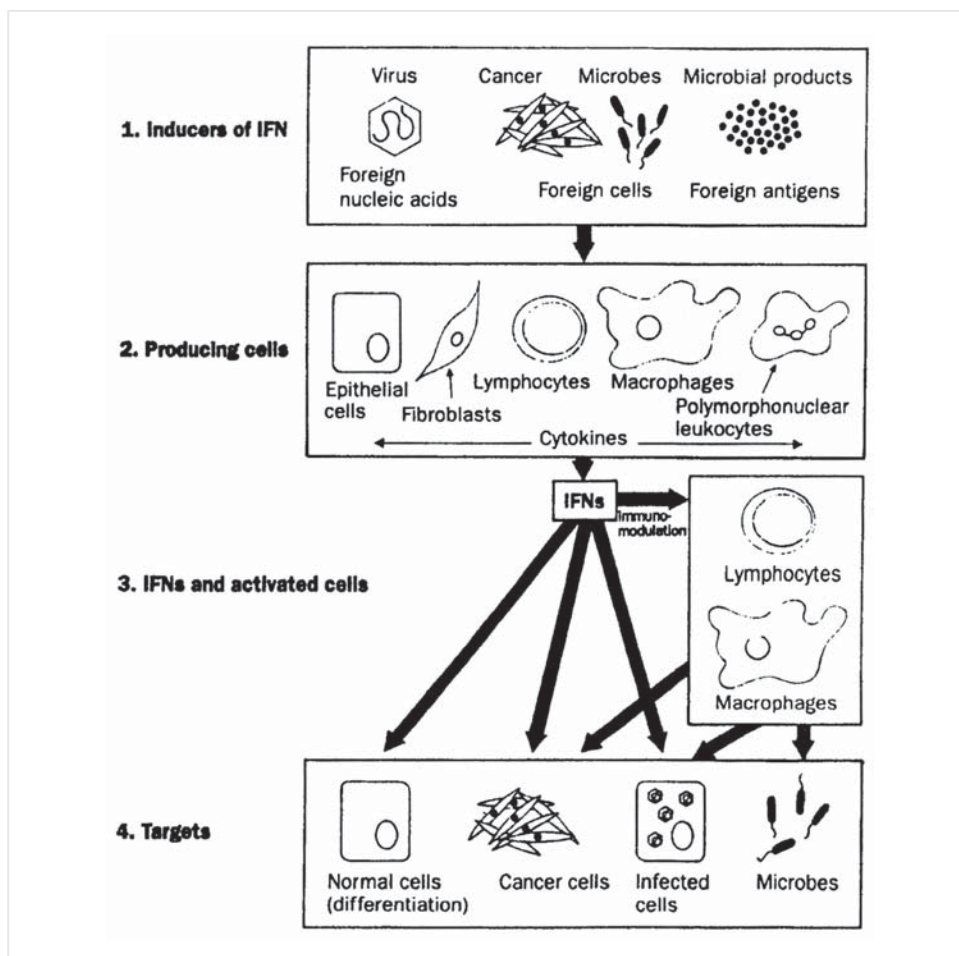 Virus Cancer Microbes Microbial products
1. Inducers of IFN
Foreign
nucleic acids
Foreign cells Foreign antigens
2. Producing cells
Epithelial
cells
Fibroblasts
Lymphocytes Macrophages
Polymorphonuclear
leukocytes
Cytokines
IFNs
Immuno-
modulation
Lymphocytes
3. IFNs and activated cells
Macrophages
4. Targets
Normal cells
(differentiation)
Cancer cells
Infected
cells
Microbes